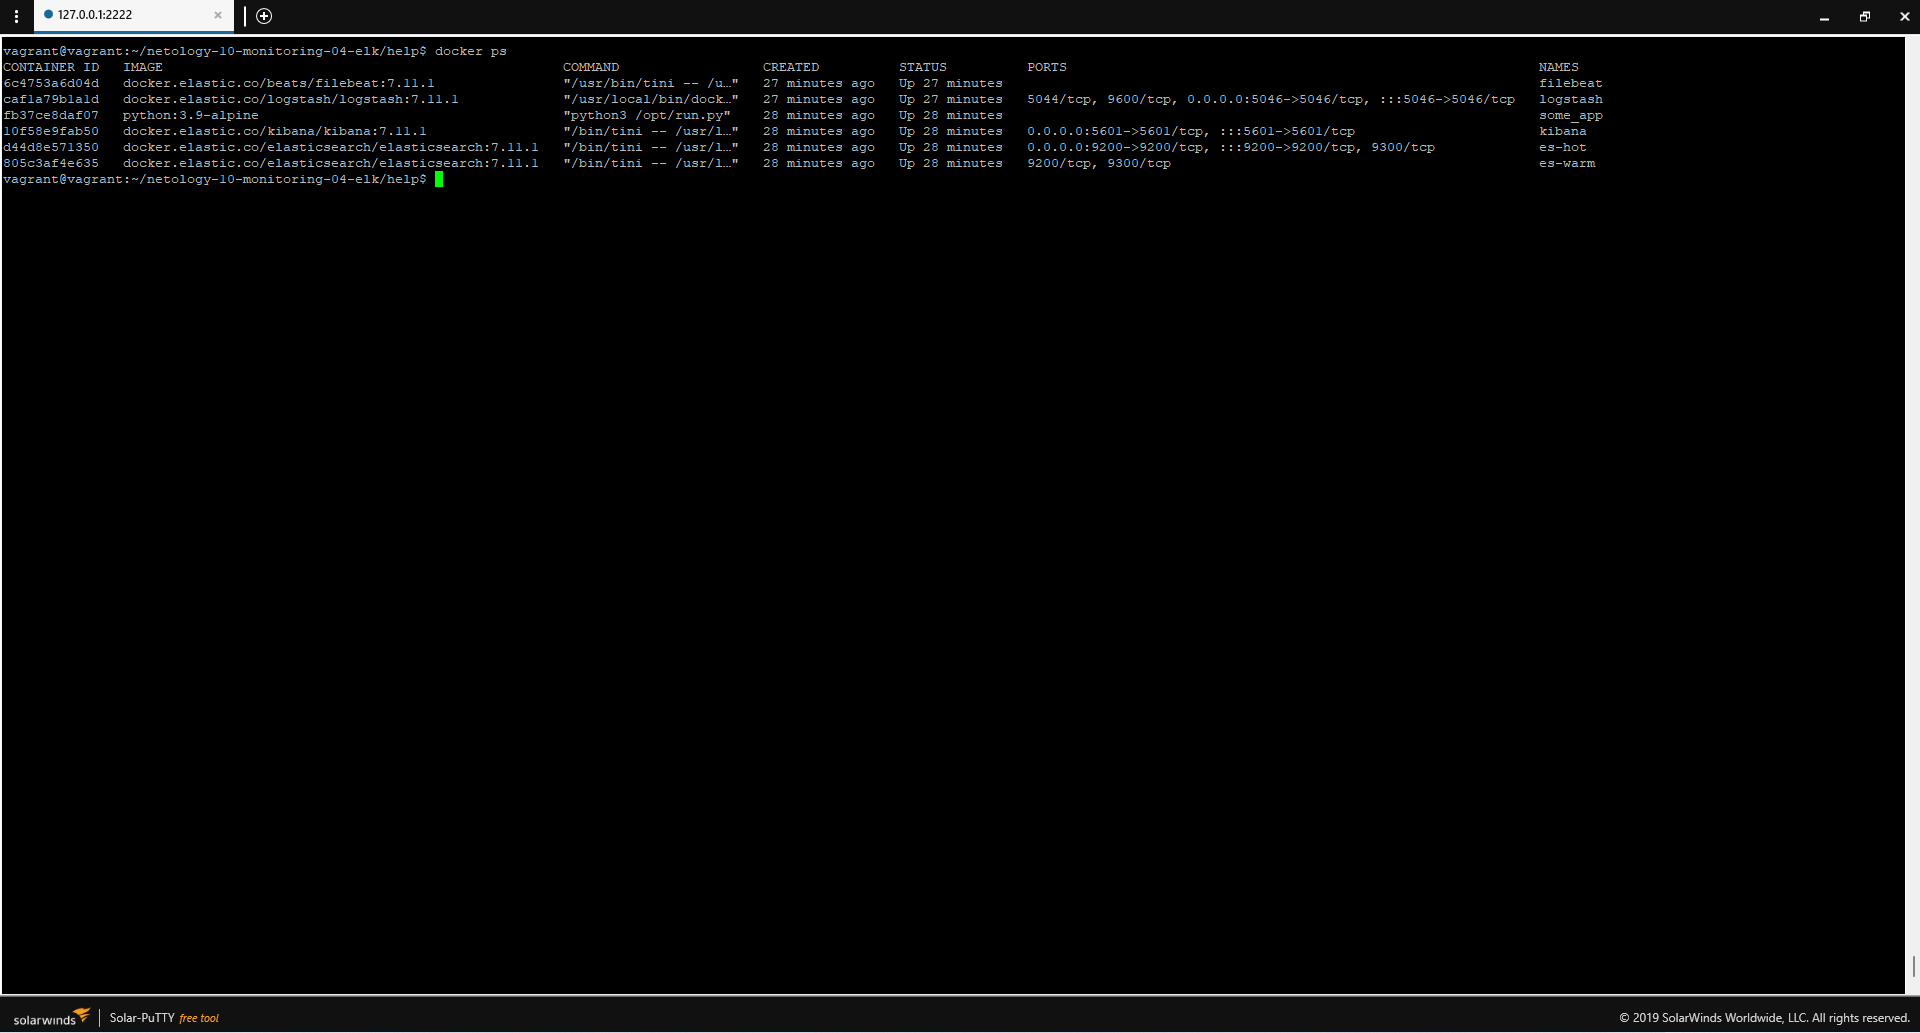 127.0.0.1:2222
vagrant@vagrant:~/netology-10-monitoring-04-elk/help$ docker ps
CONTAINER ID   IMAGE                                                  COMMAND                  CREATED          STATUS          PORTS                                                         NAMES
6c4753a6d04d   docker.elastic.co/beats/filebeat:7.11.1                "/usr/bin/tini -- /u…"   27 minutes ago   Up 27 minutes                                                                 filebeat
caf1a79b1a1d   docker.elastic.co/logstash/logstash:7.11.1             "/usr/local/bin/dock…"   27 minutes ago   Up 27 minutes   5044/tcp, 9600/tcp, 0.0.0.0:5046->5046/tcp, :::5046->5046/tcp   logstash
fb37ce8daf07   python:3.9-alpine                                      "python3 /opt/run.py"    28 minutes ago   Up 28 minutes                                                                 some_app
10f58e9fab50   docker.elastic.co/kibana/kibana:7.11.1                 "/bin/tini -- /usr/l…"   28 minutes ago   Up 28 minutes   0.0.0.0:5601->5601/tcp, :::5601->5601/tcp                     kibana
d44d8e571350   docker.elastic.co/elasticsearch/elasticsearch:7.11.1   "/bin/tini -- /usr/l…"   28 minutes ago   Up 28 minutes   0.0.0.0:9200->9200/tcp, :::9200->9200/tcp, 9300/tcp           es-hot
805c3af4e635   docker.elastic.co/elasticsearch/elasticsearch:7.11.1   "/bin/tini -- /usr/l…"   28 minutes ago   Up 28 minutes   9200/tcp, 9300/tcp                                            es-warm
vagrant@vagrant:~/netology-10-monitoring-04-elk/help$
solarwinds Solar-PuTTY free tool © 2019 SolarWinds Worldwide, LLC. All rights reserved.